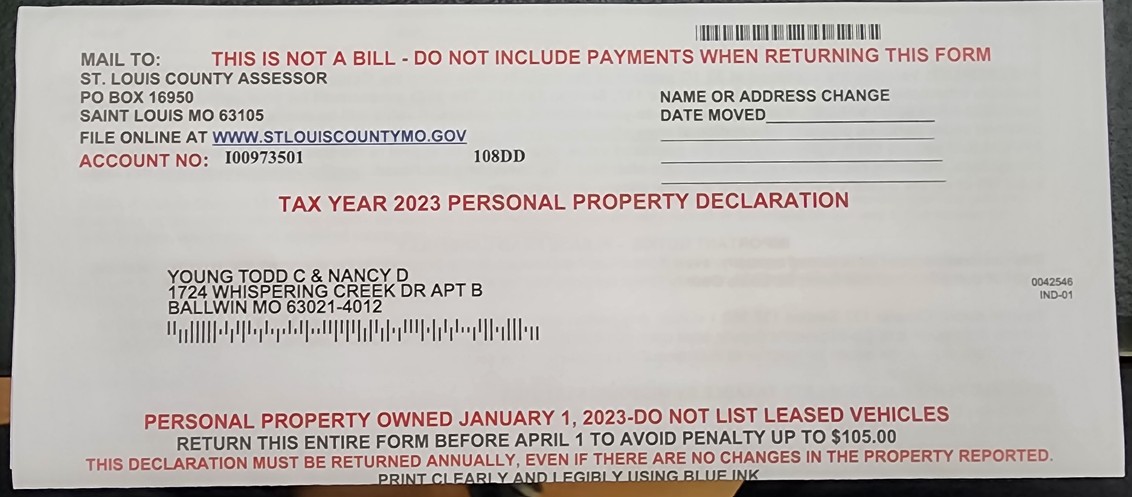 MAIL TO: THIS IS NOT A BILL - DO NOT INCLUDE PAYMENTS WHEN RETURNING THIS FORM
ST. LOUIS COUNTY ASSESSOR
PO BOX 16950
SAINT LOUIS MO 63105
FILE ONLINE AT WWW.STLOUISCOUNTYMO.GOV
ACCOUNT NO: I00973501 108DD
NAME OR ADDRESS CHANGE
DATE MOVED
TAX YEAR 2023 PERSONAL PROPERTY DECLARATION
YOUNG TODD C & NANCY D
1724 WHISPERING CREEK DR APT B
BALLWIN MO 63021-4012
0042546
IND-01
PERSONAL PROPERTY OWNED JANUARY 1, 2023-DO NOT LIST LEASED VEHICLES
RETURN THIS ENTIRE FORM BEFORE APRIL 1 TO AVOID PENALTY UP TO $105.00
THIS DECLARATION MUST BE RETURNED ANNUALLY, EVEN IF THERE ARE NO CHANGES IN THE PROPERTY REPORTED.
PRINT CLEARLY AND LEGIBLY USING BLUE INK